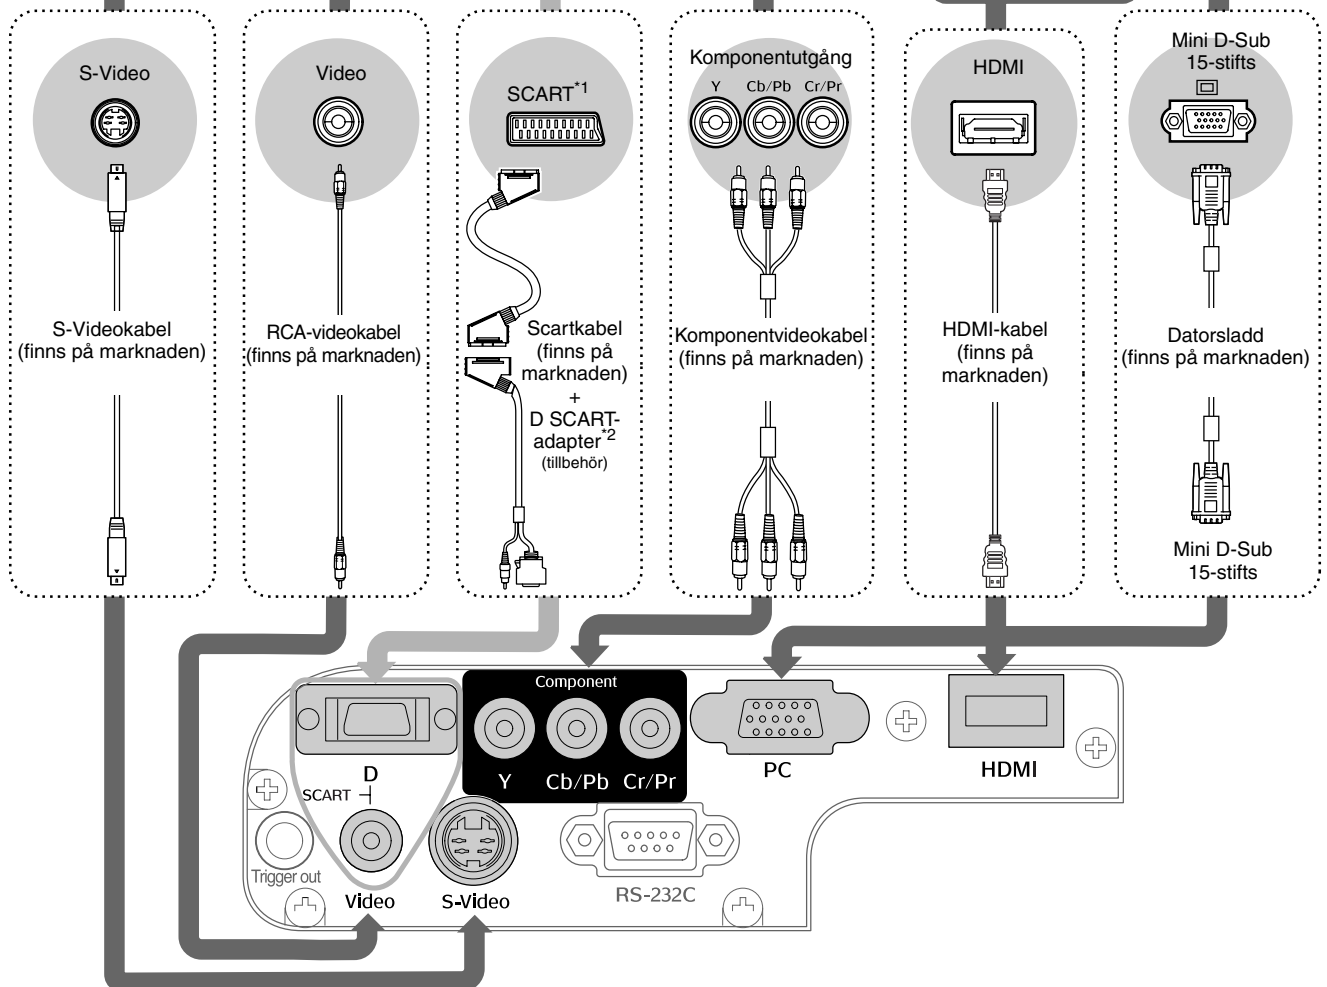 S-Video
Video
SCART*1
Komponentutgång
Y Cb/Pb Cr/Pr
HDMI
Mini D-Sub
15-stifts
S-Videokabel
(finns på marknaden)
RCA-videokabel
(finns på marknaden)
Scartkabel
(finns på
marknaden)
+
D SCART-
adapter*2
(tillbehör)
Komponentvideokabel
(finns på marknaden)
HDMI-kabel
(finns på
marknaden)
Datorsladd
(finns på marknaden)
Mini D-Sub
15-stifts
Component
Y Cb/Pb Cr/Pr
PC
HDMI
D
SCART
Trigger out
Video
S-Video
RS-232C